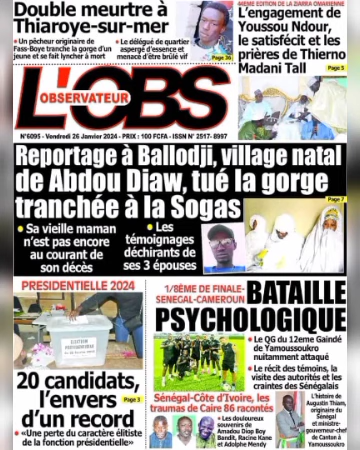 Double meurtre à
Thiaroye-sur-mer
• Un pêcheur originaire de
Fass-Boye tranche la gorge d'un
jeune et se fait lyncher à mort
• Le délégué de quartier
aspergé d'essence et
menacé d'être brûlé vif
Page 36
44EME EDITION DE LA ZIARRA OMARIENNE
L'engagement de
Youssou Ndour,
le satisfécit et les
prières de Thierno
Madani Tall
Page 5
L'OBS
OBSERVATEUR
N°6095 - Vendredi 26 Janvier 2024 - PRIX : 100 FCFA - ISSN N° 2517- 8997
Reportage à Ballodji, village natal
de Abdou Diaw, tué la gorge
tranchée à la Sogas
Page 7
• Sa vieille maman
n'est pas encore
au courant de
son décès
• Les
témoignages
déchirants de
ses 3 épouses
PRESIDENTIELLE 2024
20 candidats,
l'envers
d'un record
Page 3
• «Une perte du caractère élitiste
de la fonction présidentielle»
1/8ÈME DE FINALE-
SENEGAL-CAMEROUN
BATAILLE
PSYCHOLOGIQUE
• Le QG du 12eme Gaindé
de Yamoussoukro
nuitamment attaqué
• Le récit des témoins, la
visite des autorités et les
craintes des Sénégalais
Sénégal-Côte d'Ivoire, les
traumas de Caire 86 racontés
• Les douloureux
souvenirs de
Amadou Diop Boy
Bandit, Racine Kane
et Adolphe Mendy
L'histoire de
Augustin Thiam,
originaire du
Sénégal et
ministre-
gouverneur-chef
de Canton à
Yamoussoukro